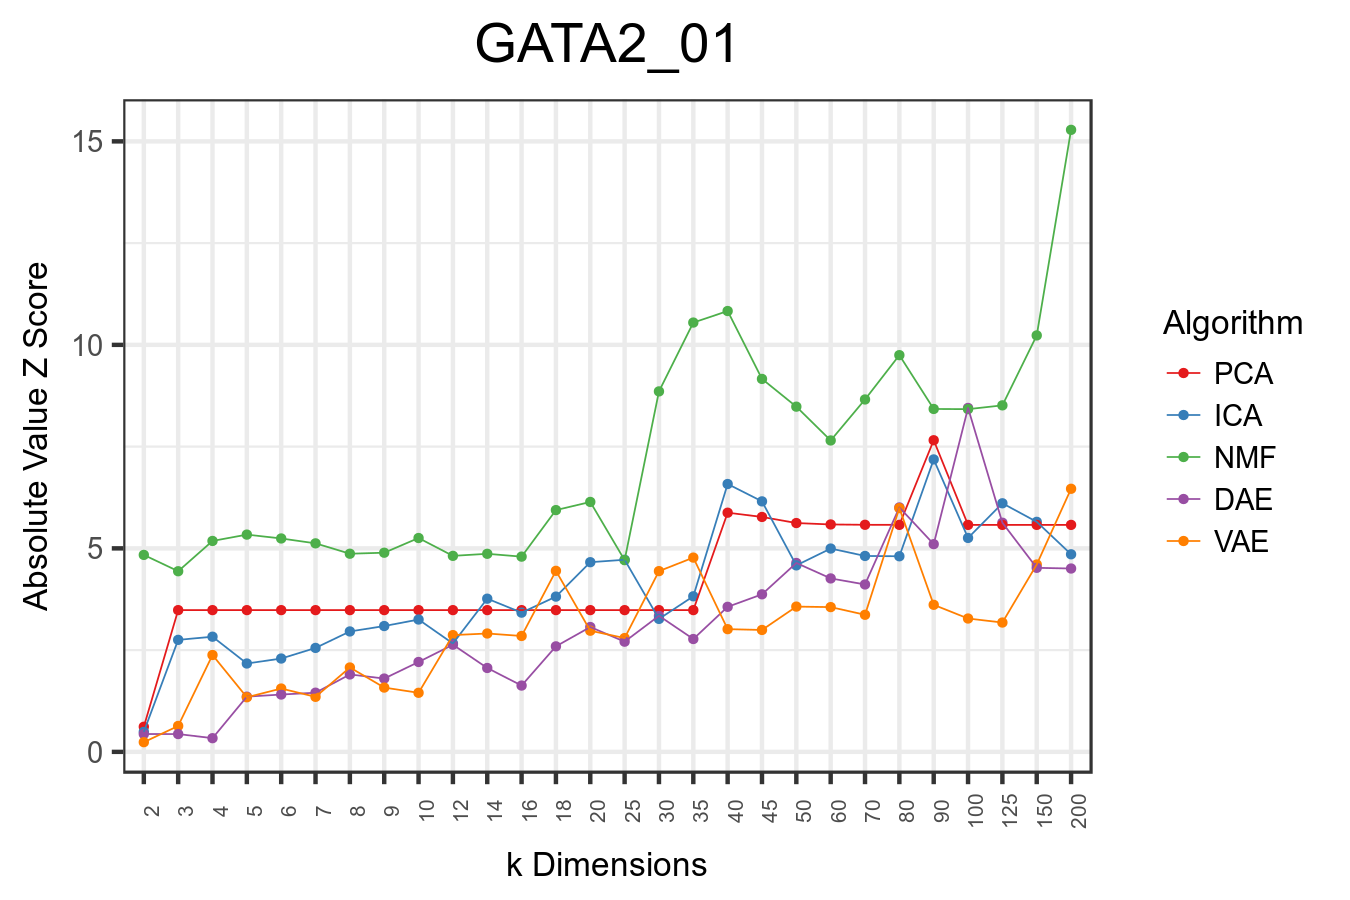 GATA2_01
Absolute Value Z Score
15
10
5
0
2 3 4 5 6 7 8 9 10 12 14 16 18 20 25 30 35 40 45 50 60 70 80 90 100 125 150 200
k Dimensions
Algorithm
PCA
ICA
NMF
DAE
VAE